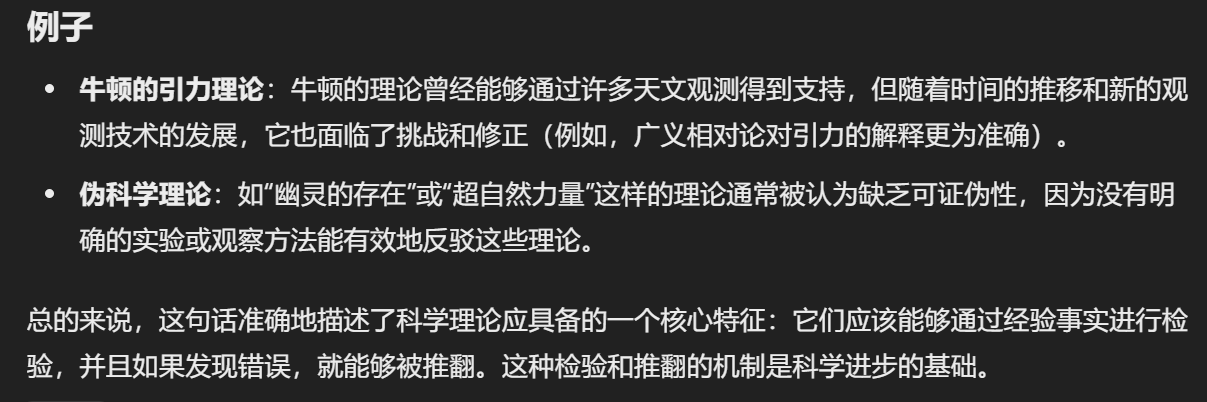 例子
• 牛顿的引力理论：牛顿的理论曾经能够通过许多天文观测得到支持，但随着时间的推移和新的观
测技术的发展，它也面临了挑战和修正（例如，广义相对论对引力的解释更为准确）。
• 伪科学理论：如“幽灵的存在”或“超自然力量”这样的理论通常被认为缺乏可证伪性，因为没有明
确的实验或观察方法能有效地反驳这些理论。
总的来说，这句话准确地描述了科学理论应具备的一个核心特征：它们应该能够通过经验事实进行检
验，并且如果发现错误，就能够被推翻。这种检验和推翻的机制是科学进步的基础。